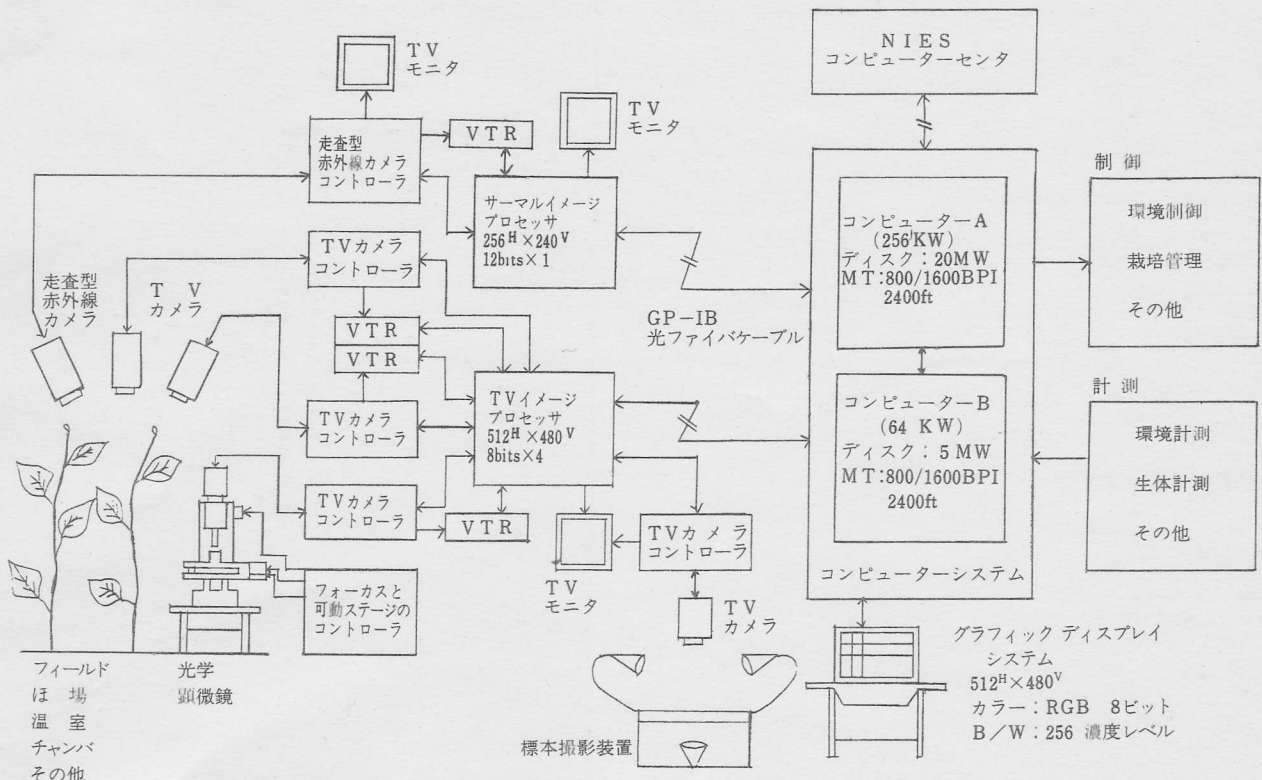 TV
モニタ
NIES
コンピューターセンタ
TV
モニタ
走査型
赤外線カメラ
コントローラ
VTR
サーマルイメージ
プロセッサ
256H×240V
12bits×1
TVカメラ
コントローラ
走査型
赤外線
カメラ
TV
カメラ
VTR
VTR
GP-IB
光ファイバケーブル
コンピューターA
(256KW)
ディスク:20MW
MT:800/1600BPI
2400ft
制御
環境制御
栽培管理
その他
TVイメージ
プロセッサ
512H×480V
8bits×4
TVカメラ
コントローラ
コンピューターB
(64 KW)
ディスク:5MW
MT:800/1600BPI
2400ft
計測
環境計測
生体計測
その他
TVカメラ
コントローラ
VTR
TV
モニタ
TVカメラ
コントローラ
コンピューターシステム
フォーカスと
可動ステージの
コントローラ
TV
カメラ
グラフィック ディスプレイ
システム
512H×480V
カラー:RGB 8ビット
B/W:256 濃度レベル
フィールド
ほ 場
温 室
チャンバ
その他
光学
顕微鏡
標本撮影装置